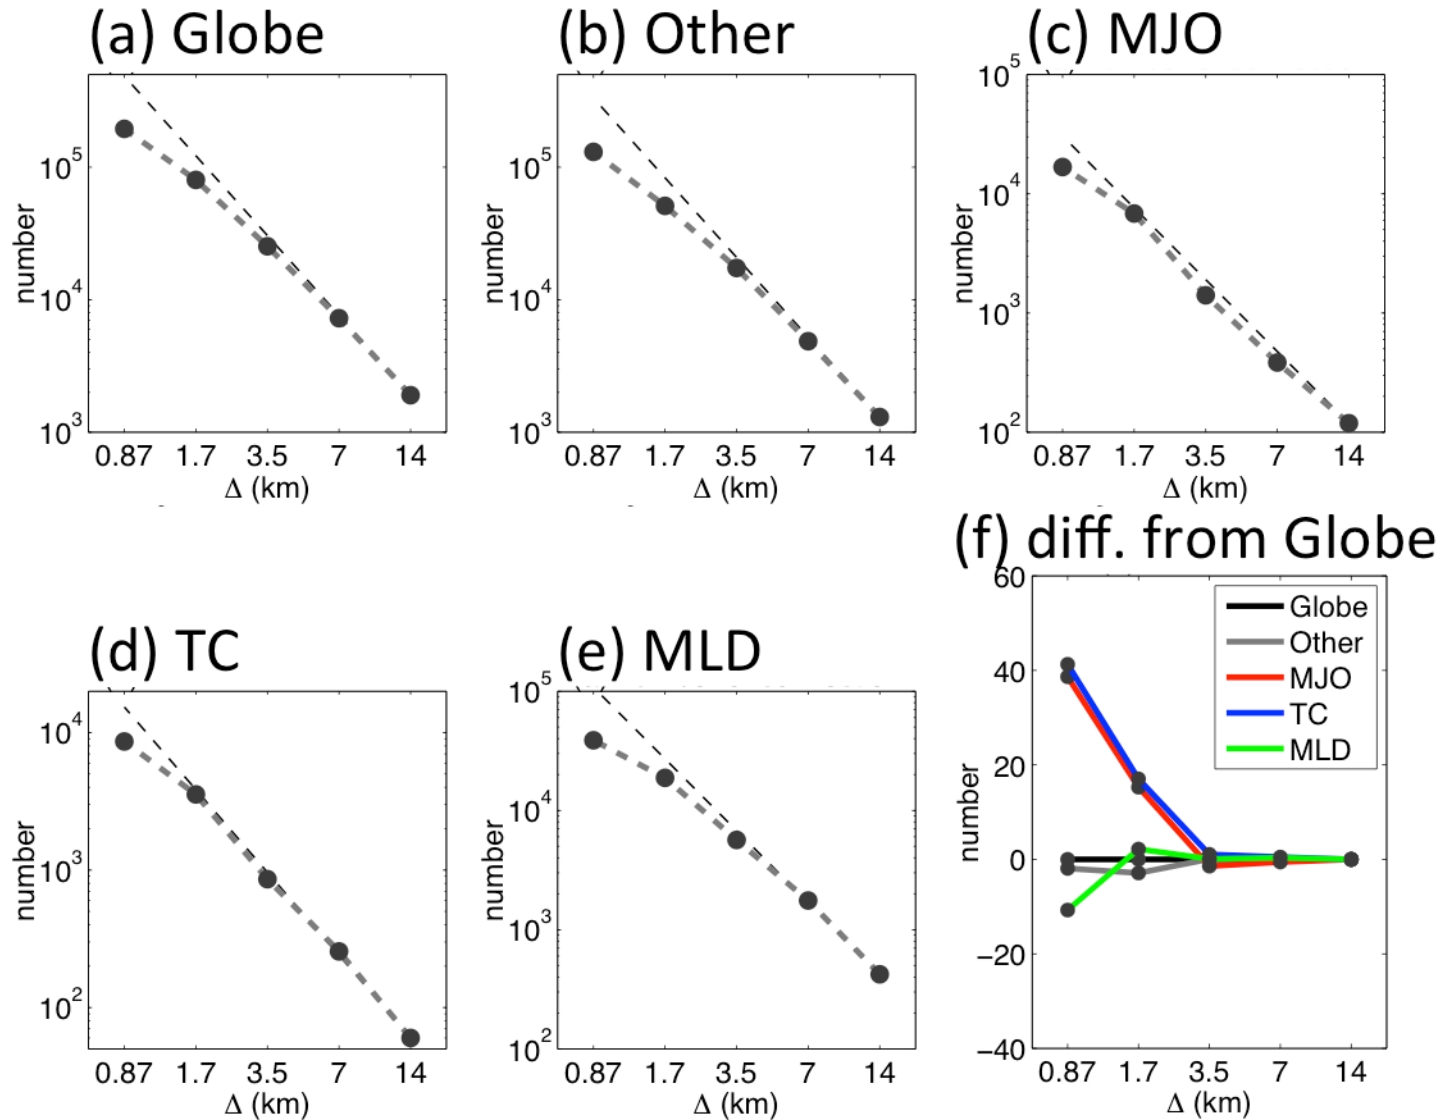 (a) Globe
number
10^5
10^4
10^3
0.87 1.7 3.5 7 14
Δ (km)
(b) Other
number
10^5
10^4
10^3
0.87 1.7 3.5 7 14
Δ (km)
(c) MJO
number
10^5
10^4
10^3
10^2
0.87 1.7 3.5 7 14
Δ (km)
(d) TC
number
10^4
10^3
10^2
0.87 1.7 3.5 7 14
Δ (km)
(e) MLD
number
10^5
10^4
10^3
10^2
0.87 1.7 3.5 7 14
Δ (km)
(f) diff. from Globe
number
60
40
20
0
−20
−40
Globe
Other
MJO
TC
MLD
0.87 1.7 3.5 7 14
Δ (km)